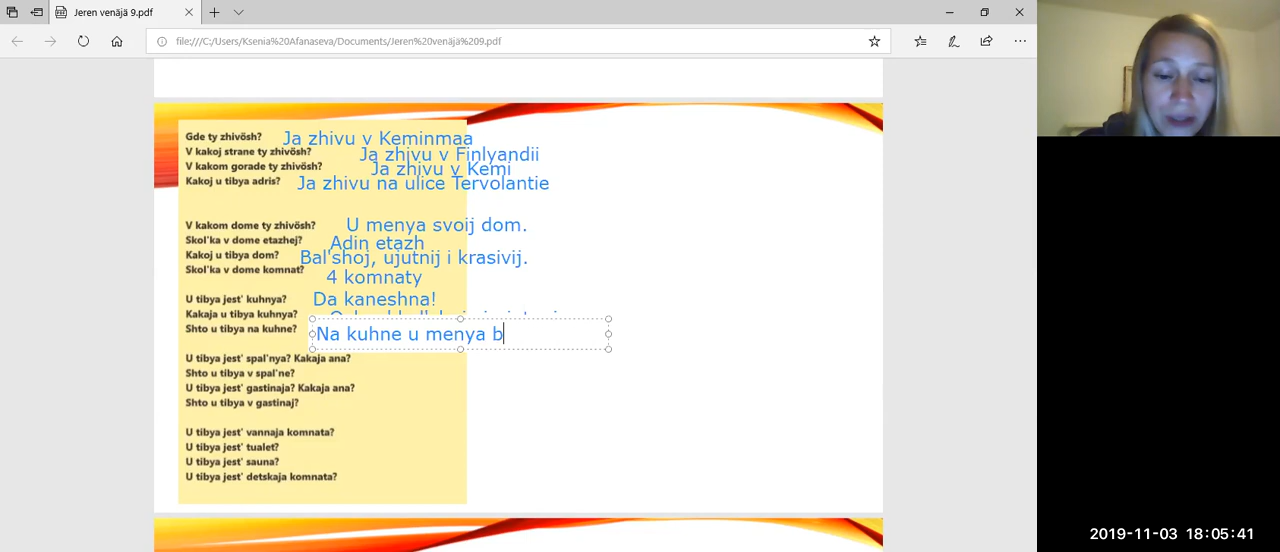 Jeren venäjä 9.pdf
file:///C:/Users/Ksenia%20Afanaseva/Documents/Jeren%20venäjä%209.pdf
Gde ty zhivösh? Ja zhivu v Keminmaa
V kakoj strane ty zhivösh? Ja zhivu v Finlyandii
V kakom gorade ty zhivösh? Ja zhivu v Kemi
Kakoj u tibya adris? Ja zhivu na ulice Tervolantie
V kakom dome ty zhivösh? U menya svoij dom.
Skol'ka v dome etazhej? Adin etazh
Kakoj u tibya dom? Bal'shoj, ujutnij i krasivij.
Skol'ka v dome komnat? 4 komnaty
U tibya jest' kuhnya? Da kaneshna!
Kakaja u tibya kuhnya?
Shto u tibya na kuhne? Na kuhne u menya b
U tibya jest' spal'nya? Kakaja ana?
Shto u tibya v spal'ne?
U tibya jest' gastinaja? Kakaja ana?
Shto u tibya v gastinaj?
U tibya jest' vannaja komnata?
U tibya jest' tualet?
U tibya jest' sauna?
U tibya jest' detskaja komnata?
2019-11-03 18:05:41